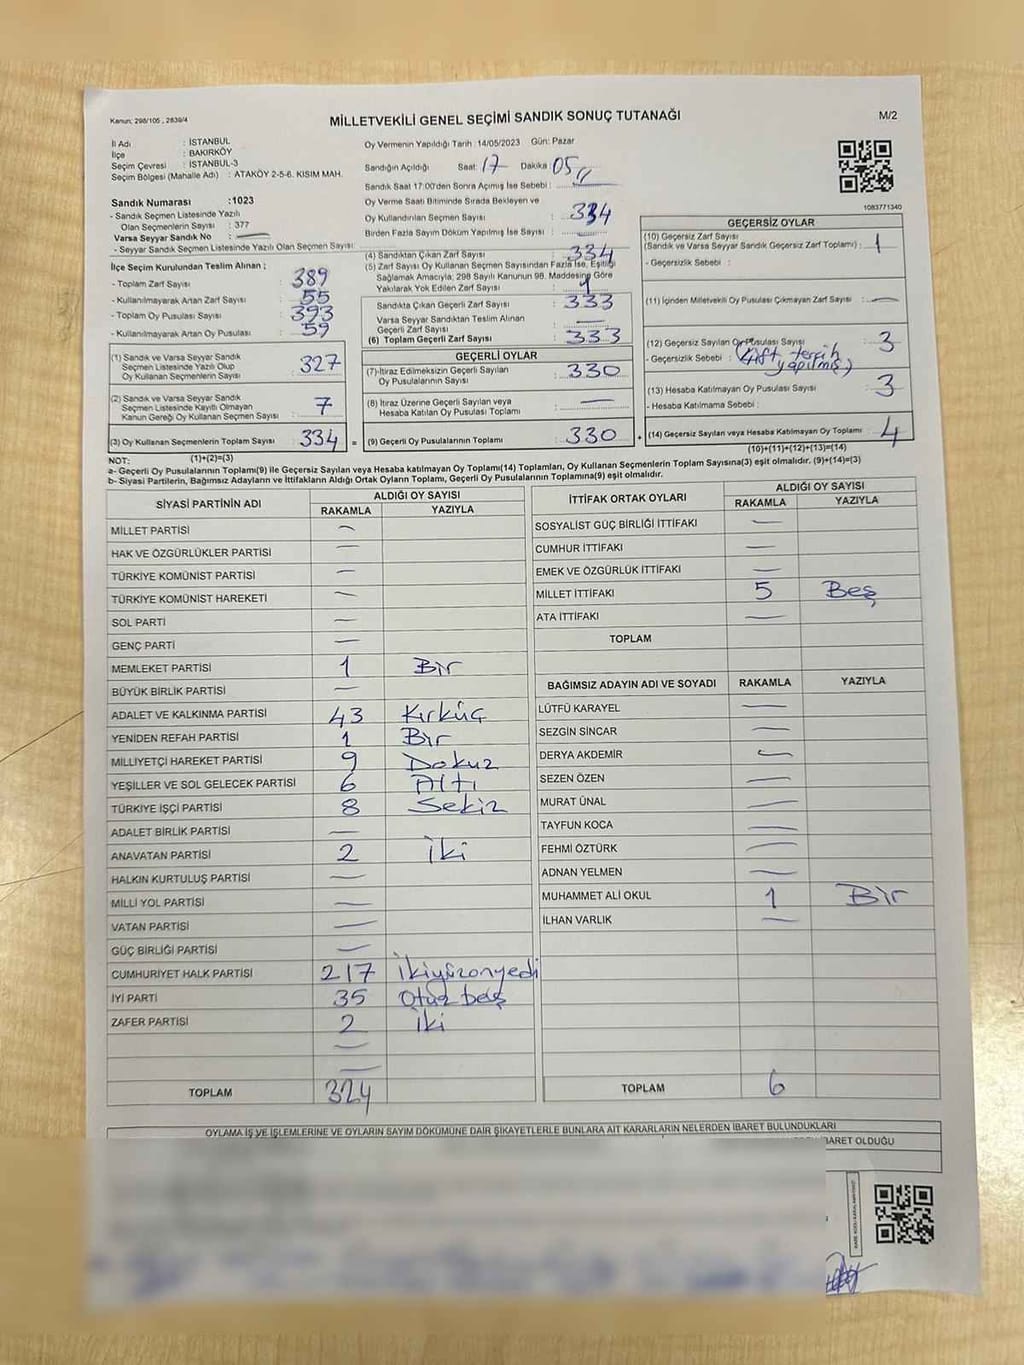 Kanun: 298/105 , 2839/4
MİLLETVEKİLİ GENEL SEÇİMİ SANDIK SONUÇ TUTANAĞI
M/2
İl Adı : İSTANBUL
İlçe : BAKIRKÖY
Seçim Çevresi : İSTANBUL-3
Seçim Bölgesi (Mahalle Adı) : ATAKÖY 2-5-6. KISIM MAH.
Sandık Numarası :1023
- Sandık Seçmen Listesinde Yazılı
Olan Seçmenlerin Sayısı : 377
Varsa Seyyar Sandık No :
- Seyyar Sandık Seçmen Listesinde Yazılı Olan Seçmen Sayısı:
İlçe Seçim Kurulundan Teslim Alınan ;
- Toplam Zarf Sayısı : 389
- Kullanılmayarak Artan Zarf Sayısı : 55
- Toplam Oy Pusulası Sayısı : 393
- Kullanılmayarak Artan Oy Pusulası : 59
(1) Sandık ve Varsa Seyyar Sandık
Seçmen Listesinde Yazılı Olup
Oy Kullanan Seçmenlerin Sayısı : 327
(2) Sandık ve Varsa Seyyar Sandık
Seçmen Listesinde Kayıtlı Olmayan
Kanun Gereği Oy Kullanan Seçmen Sayısı : 7
(3) Oy Kullanan Seçmenlerin Toplam Sayısı : 334 =
(1)+(2)=(3)
Oy Vermenin Yapıldığı Tarih :14/05/2023 Gün: Pazar
Sandığın Açıldığı Saat: 17 Dakika: 05
Sandık Saat 17:00'den Sonra Açımış İse Sebebi :
Oy Verme Saati Bitiminde Sırada Bekleyen ve
Oy Kullandırılan Seçmen Sayısı : 334
Birden Fazla Sayım Döküm Yapılmış İse Sayısı :
(4) Sandıktan Çıkan Zarf Sayısı : 334
(5) Zarf Sayısı Oy Kullanan Seçmen Sayısından Fazla İse, Eşitliği
Sağlamak Amacıyla, 298 Sayılı Kanunun 98. Maddesine Göre
Yakılarak Yok Edilen Zarf Sayısı :
Sandıkta Çıkan Geçerli Zarf Sayısı : 333
Varsa Seyyar Sandıktan Teslim Alınan
Geçerli Zarf Sayısı :
(6) Toplam Geçerli Zarf Sayısı : 333
GEÇERLİ OYLAR
(7)-İtiraz Edilmeksizin Geçerli Sayılan
Oy Pusulalarının Sayısı : 330
(8) İtiraz Üzerine Geçerli Sayılan veya
Hesaba Katılan Oy Pusulası Toplamı :
(9) Geçerli Oy Pusulalarının Toplamı : 330 +
1083771340
GEÇERSİZ OYLAR
(10) Geçersiz Zarf Sayısı
(Sandık ve Varsa Seyyar Sandık Geçersiz Zarf Toplamı) : 1
- Geçersizlik Sebebi :
(11) İçinden Milletvekili Oy Pusulası Çıkmayan Zarf Sayısı :
(12) Geçersiz Sayılan Oy Pusulası Sayısı : 3
- Geçersizlik Sebebi : (çift tercih
yapılmış)
(13) Hesaba Katılmayan Oy Pusulası Sayısı : 3
- Hesaba Katılmama Sebebi :
(14) Geçersiz Sayılan veya Hesaba Katılmayan Oy Toplamı : 4
(10)+(11)+(12)+(13)=(14)
NOT:
a- Geçerli Oy Pusulalarının Toplamı(9) ile Geçersiz Sayılan veya Hesaba katılmayan Oy Toplamı(14) Toplamları, Oy Kullanan Seçmenlerin Toplam Sayısına(3) eşit olmalıdır. (9)+(14)=(3)
b- Siyasi Partilerin, Bağımsız Adayların ve İttifakların Aldığı Ortak Oyların Toplamı, Geçerli Oy Pusulalarının Toplamına(9) eşit olmalıdır.
SİYASİ PARTİNİN ADI ALDIĞI OY SAYISI
RAKAMLA YAZIYLA
MİLLET PARTİSİ
HAK VE ÖZGÜRLÜKLER PARTİSİ
TÜRKİYE KOMÜNİST PARTİSİ
TÜRKİYE KOMÜNİST HAREKETİ
SOL PARTİ
GENÇ PARTİ
MEMLEKET PARTİSİ 1 Bir
BÜYÜK BİRLİK PARTİSİ
ADALET VE KALKINMA PARTİSİ 43 Kırküç
YENİDEN REFAH PARTİSİ 1 Bir
MİLLİYETÇİ HAREKET PARTİSİ 9 Dokuz
YEŞİLLER VE SOL GELECEK PARTİSİ 6 Altı
TÜRKİYE İŞÇİ PARTİSİ 8 Sekiz
ADALET BİRLİK PARTİSİ
ANAVATAN PARTİSİ 2 İki
HALKIN KURTULUŞ PARTİSİ
MİLLİ YOL PARTİSİ
VATAN PARTİSİ
GÜÇ BİRLİĞİ PARTİSİ
CUMHURİYET HALK PARTİSİ 217 İkiyüzonyedi
İYİ PARTİ 35 Otuz beş
ZAFER PARTİSİ 2 İki
TOPLAM 324
İTTİFAK ORTAK OYLARI ALDIĞI OY SAYISI
RAKAMLA YAZIYLA
SOSYALİST GÜÇ BİRLİĞİ İTTİFAKI
CUMHUR İTTİFAKI
EMEK VE ÖZGÜRLÜK İTTİFAKI
MİLLET İTTİFAKI 5 Beş
ATA İTTİFAKI
TOPLAM
BAĞIMSIZ ADAYIN ADI VE SOYADI RAKAMLA YAZIYLA
LÜTFÜ KARAYEL
SEZGİN SİNCAR
DERYA AKDEMİR
SEZEN ÖZEN
MURAT ÜNAL
TAYFUN KOCA
FEHMİ ÖZTÜRK
ADNAN YELMEN
MUHAMMET ALİ OKUL 1 Bir
İLHAN VARLIK
TOPLAM 6
OYLAMA İŞ VE İŞLEMLERİNE VE OYLARIN SAYIM DÖKÜMÜNE DAİR ŞİKAYETLERLE BUNLARA AİT KARARLARIN NELERDEN İBARET BULUNDUKLARI
BARET OLDUĞU